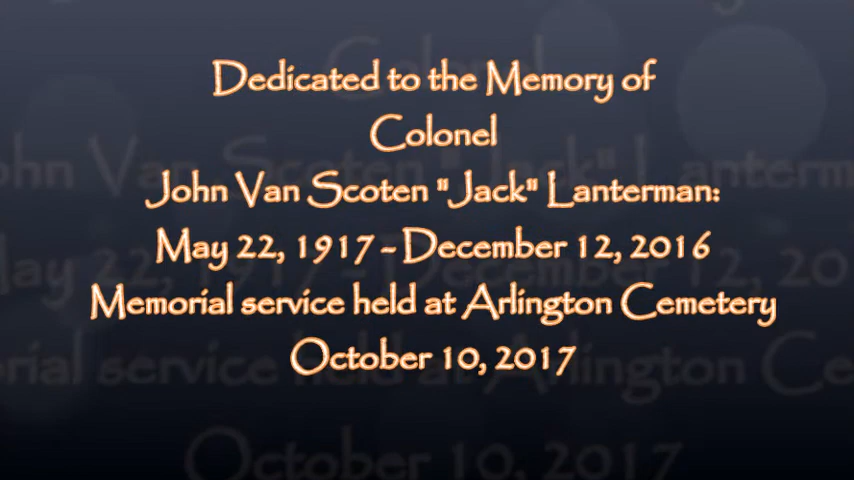 Dedicated to the Memory of
Colonel
John Van Scoten "Jack" Lanterman:
May 22, 1917 - December 12, 2016
Memorial service held at Arlington Cemetery
October 10, 2017